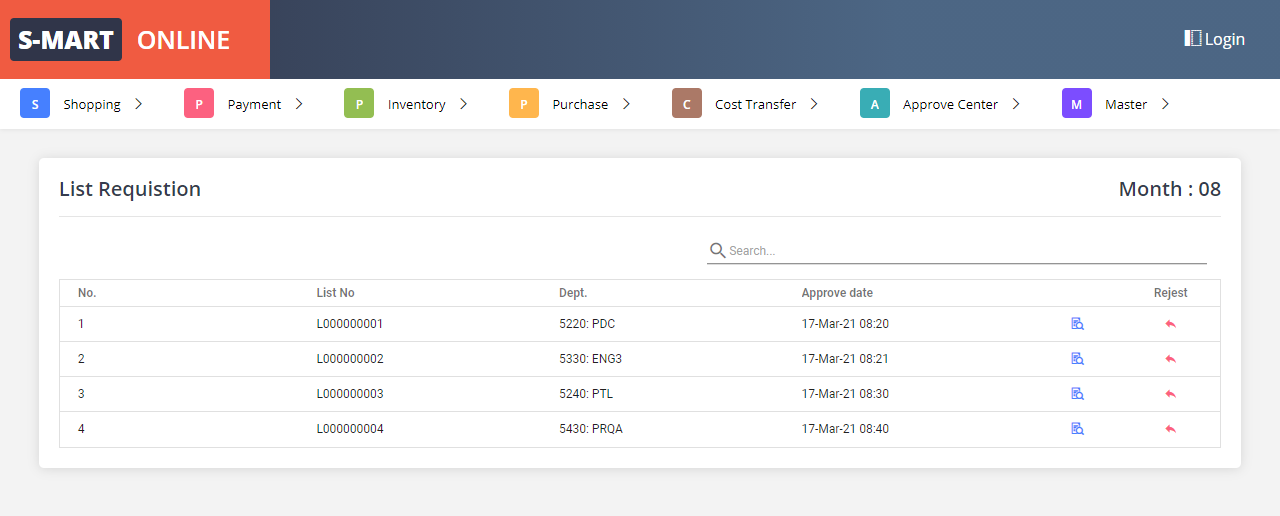 S-MART ONLINE
Login
S Shopping P Payment P Inventory P Purchase C Cost Transfer A Approve Center M Master
List Requistion Month : 08
Search...
No. List No Dept. Approve date Rejest
1 L000000001 5220: PDC 17-Mar-21 08:20
2 L000000002 5330: ENG3 17-Mar-21 08:21
3 L000000003 5240: PTL 17-Mar-21 08:30
4 L000000004 5430: PRQA 17-Mar-21 08:40